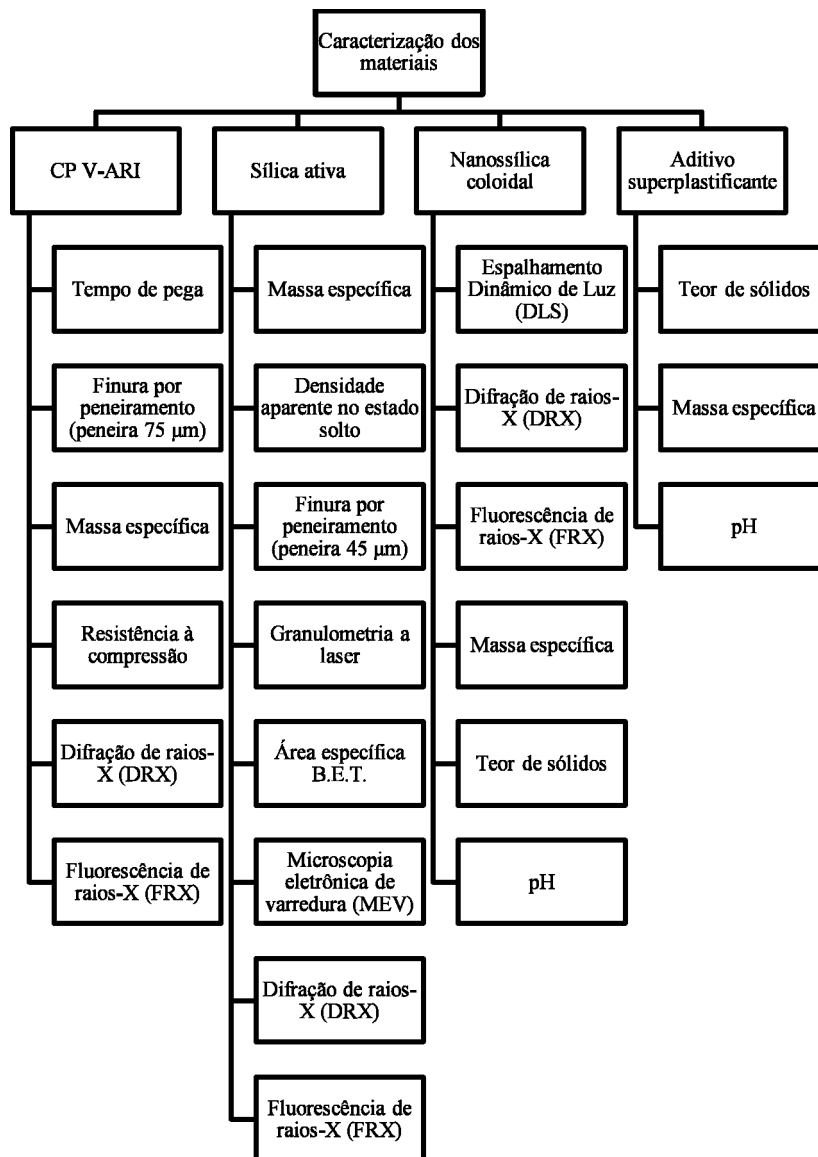 Caracterização dos
materiais
CP V-ARI
Tempo de pega
Finura por
peneiramento
(peneira 75 μm)
Massa específica
Resistência à
compressão
Difração de raios-
X (DRX)
Fluorescência de
raios-X (FRX)
Sílica ativa
Massa específica
Densidade
aparente no estado
solto
Finura por
peneiramento
(peneira 45 μm)
Granulometria a
laser
Área específica
B.E.T.
Microscopia
eletrônica de
varredura (MEV)
Difração de raios-
X (DRX)
Fluorescência de
raios-X (FRX)
Nanossílica
coloidal
Espalhamento
Dinâmico de Luz
(DLS)
Difração de raios-
X (DRX)
Fluorescência de
raios-X (FRX)
Massa específica
Teor de sólidos
pH
Aditivo
superplastificante
Teor de sólidos
Massa específica
pH